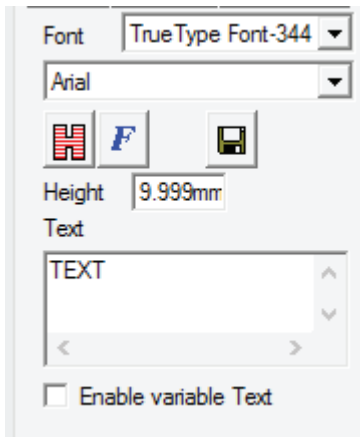 Font TrueType Font-344
Arial
H F
Height 9.999mm
Text
TEXT
Enable variable Text